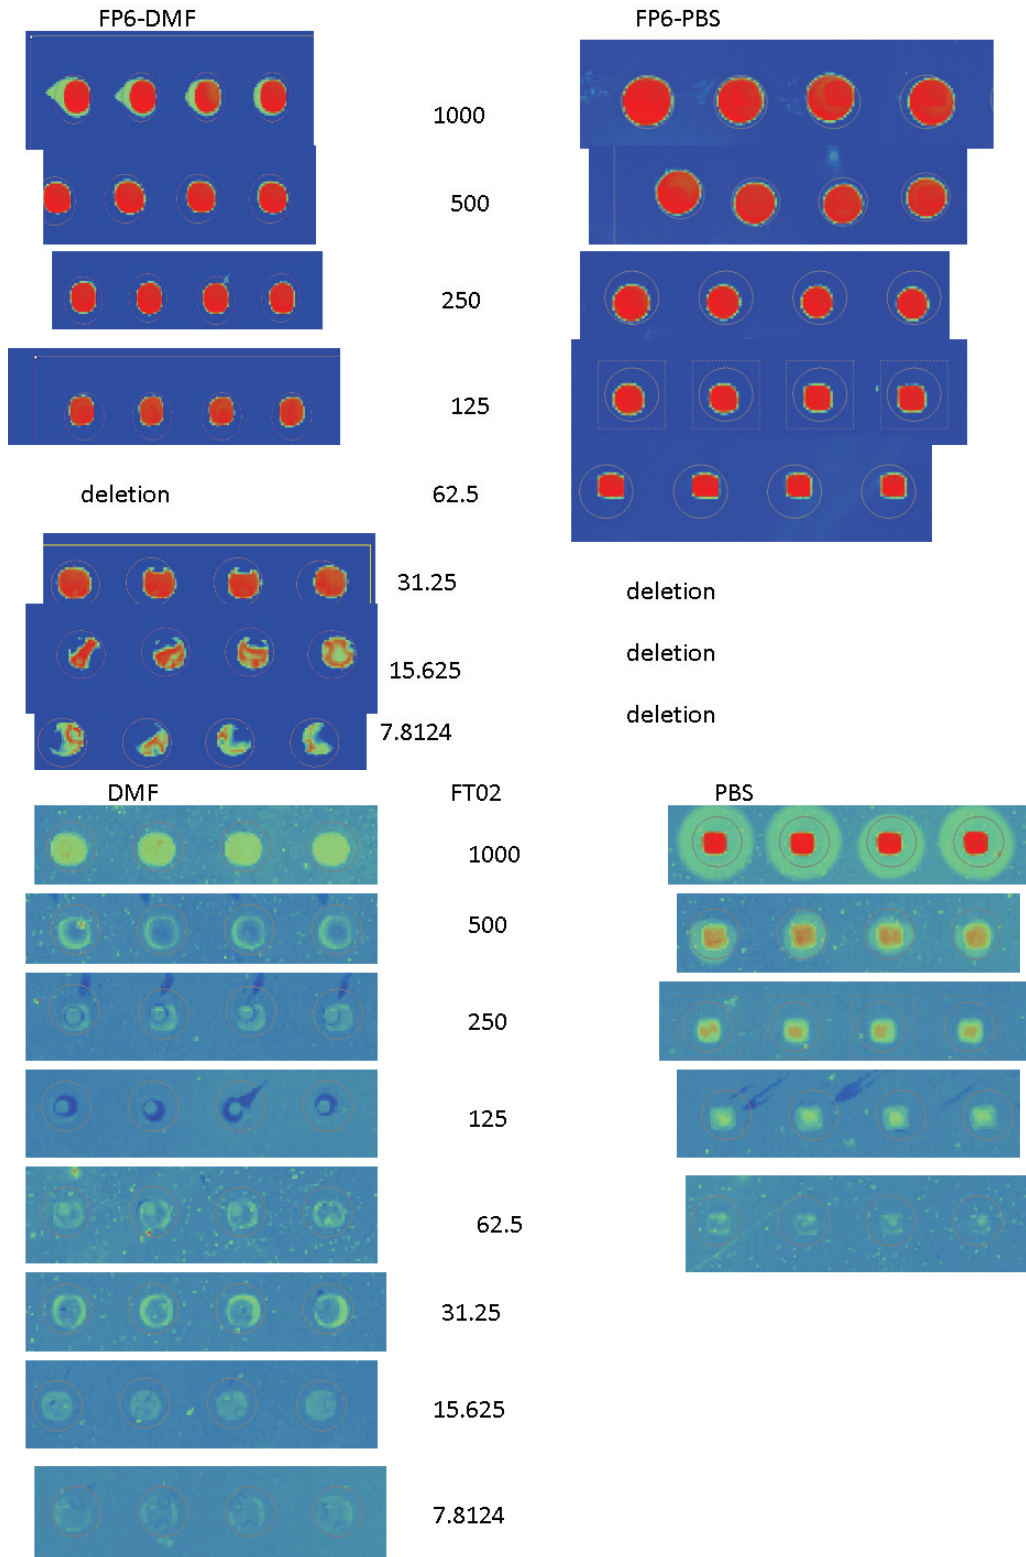 FP6-DMF FP6-PBS
1000
500
250
125
deletion 62.5
31.25 deletion
15.625 deletion
7.8124 deletion
DMF FT02 PBS
1000
500
250
125
62.5
31.25
15.625
7.8124